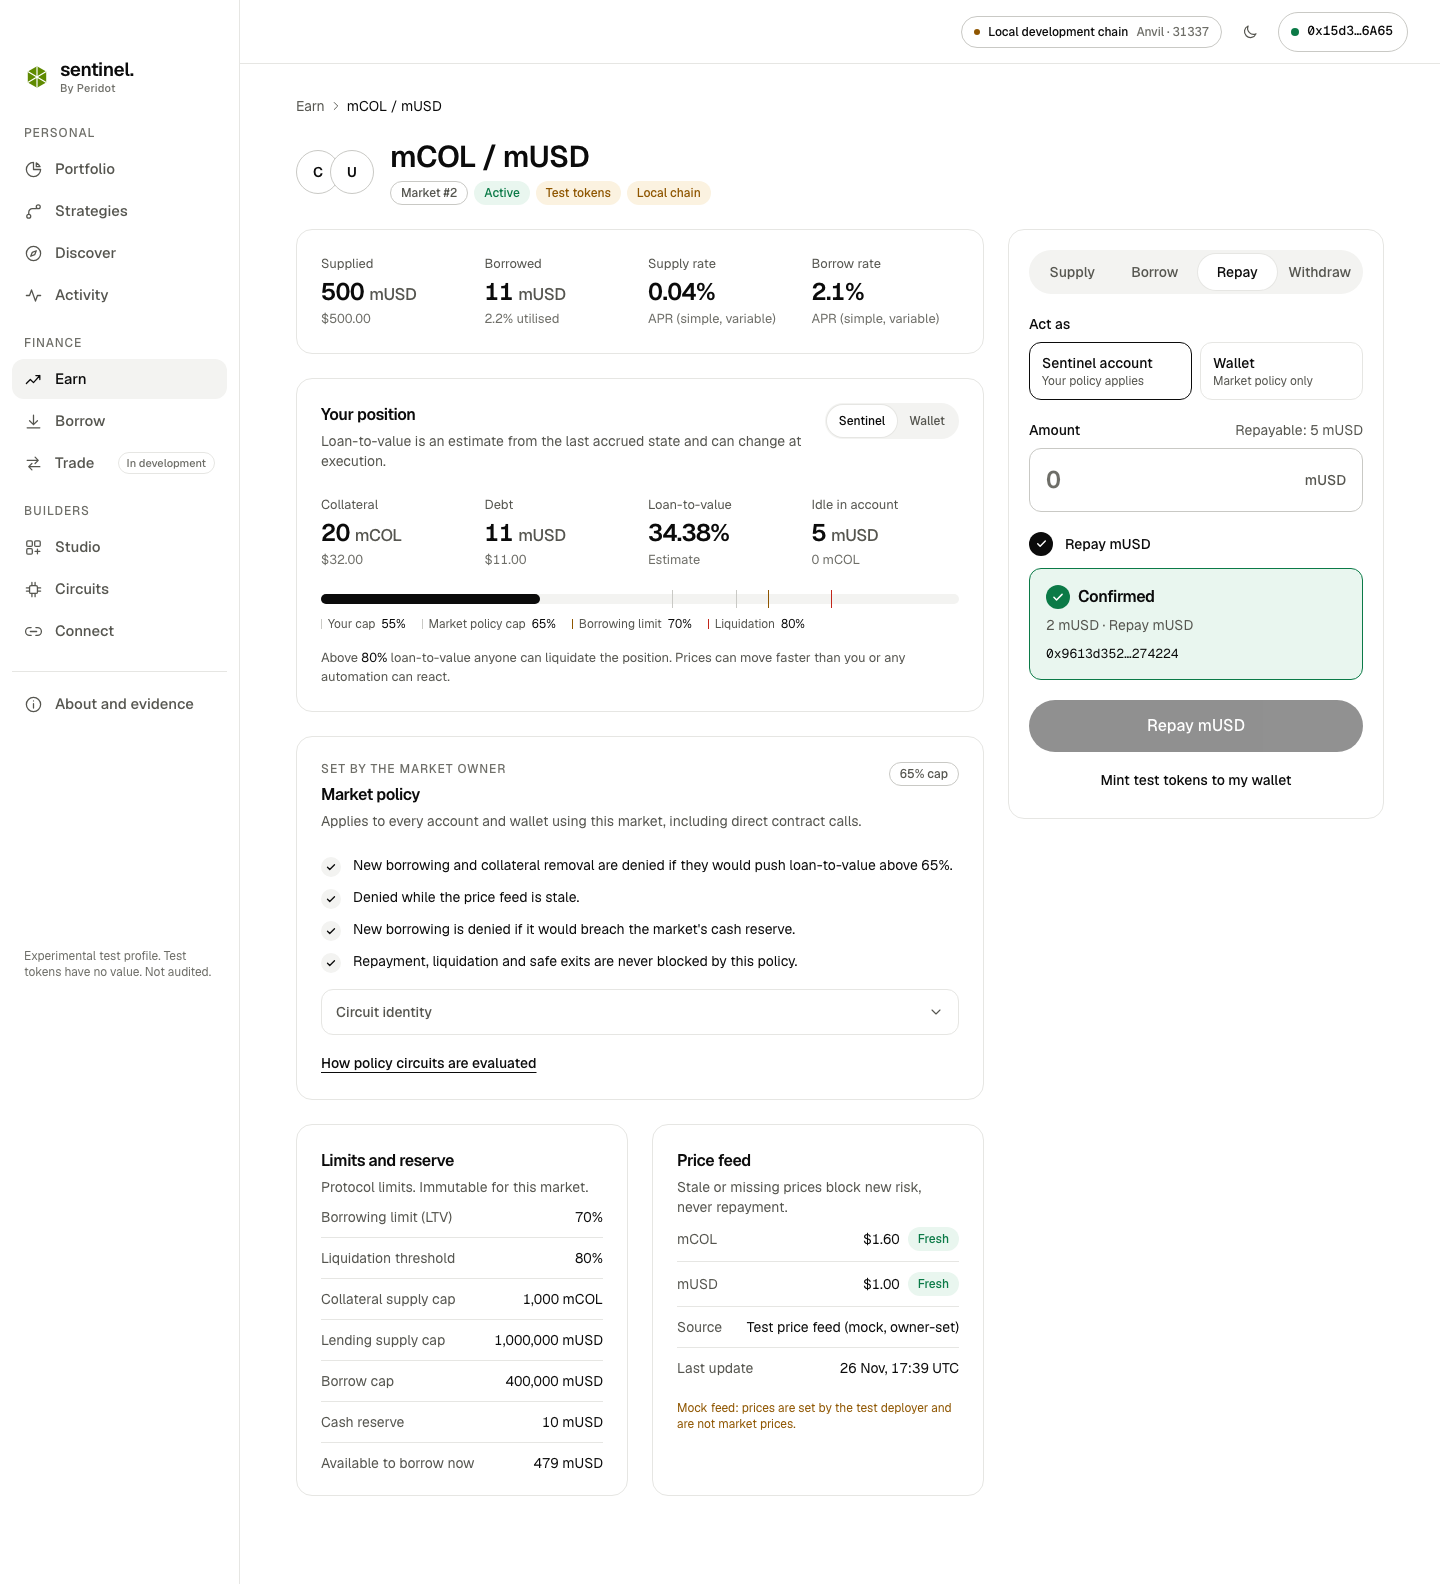 Local development chain Anvil · 31337
0x15d3…6A65
sentinel.
By Peridot
PERSONAL
Portfolio
Strategies
Discover
Activity
FINANCE
Earn
Borrow
Trade In development
BUILDERS
Studio
Circuits
Connect
About and evidence
Experimental test profile. Test
tokens have no value. Not audited.
Earn > mCOL / mUSD
C U
mCOL / mUSD
Market #2 Active Test tokens Local chain
Supplied Borrowed Supply rate Borrow rate
500 mUSD 11 mUSD 0.04% 2.1%
$500.00 2.2% utilised APR (simple, variable) APR (simple, variable)
Your position
Sentinel Wallet
Loan-to-value is an estimate from the last accrued state and can change at
execution.
Collateral Debt Loan-to-value Idle in account
20 mCOL 11 mUSD 34.38% 5 mUSD
$32.00 $11.00 Estimate 0 mCOL
Your cap 55% Market policy cap 65% Borrowing limit 70% Liquidation 80%
Above 80% loan-to-value anyone can liquidate the position. Prices can move faster than you or any
automation can react.
SET BY THE MARKET OWNER
65% cap
Market policy
Applies to every account and wallet using this market, including direct contract calls.
New borrowing and collateral removal are denied if they would push loan-to-value above 65%.
Denied while the price feed is stale.
New borrowing is denied if it would breach the market's cash reserve.
Repayment, liquidation and safe exits are never blocked by this policy.
Circuit identity
How policy circuits are evaluated
Limits and reserve
Protocol limits. Immutable for this market.
Borrowing limit (LTV) 70%
Liquidation threshold 80%
Collateral supply cap 1,000 mCOL
Lending supply cap 1,000,000 mUSD
Borrow cap 400,000 mUSD
Cash reserve 10 mUSD
Available to borrow now 479 mUSD
Price feed
Stale or missing prices block new risk,
never repayment.
mCOL $1.60 Fresh
mUSD $1.00 Fresh
Source Test price feed (mock, owner-set)
Last update 26 Nov, 17:39 UTC
Mock feed: prices are set by the test deployer and
are not market prices.
Supply Borrow Repay Withdraw
Act as
Sentinel account
Your policy applies
Wallet
Market policy only
Amount Repayable: 5 mUSD
0 mUSD
Repay mUSD
Confirmed
2 mUSD · Repay mUSD
0x9613d352…274224
Repay mUSD
Mint test tokens to my wallet